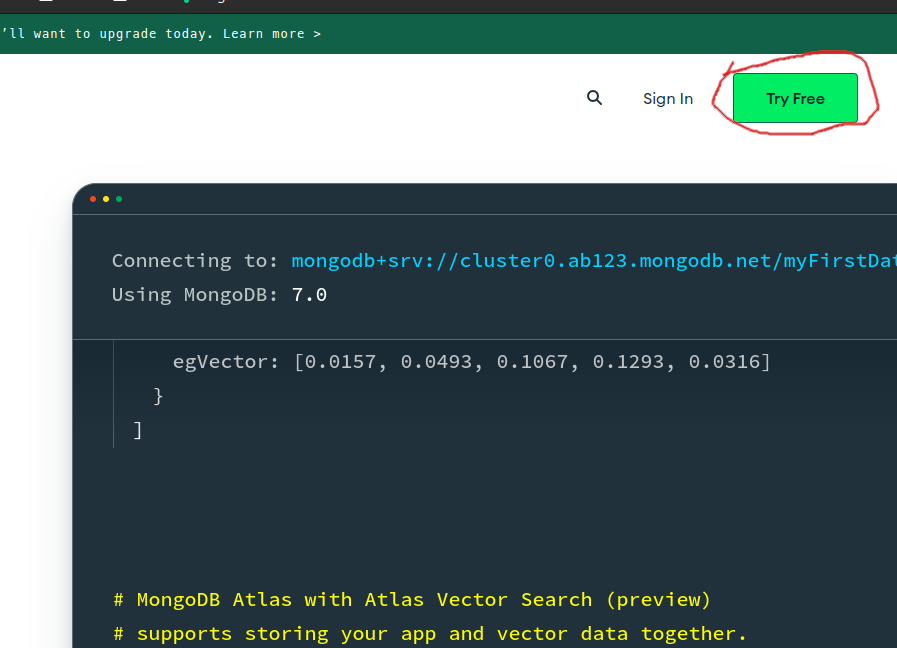 ’ll want to upgrade today. Learn more >
Sign In
Try Free
Connecting to: mongodb+srv://cluster0.ab123.mongodb.net/myFirstDat
Using MongoDB: 7.0
egVector: [0.0157, 0.0493, 0.1067, 0.1293, 0.0316]
}
]
# MongoDB Atlas with Atlas Vector Search (preview)
# supports storing your app and vector data together.